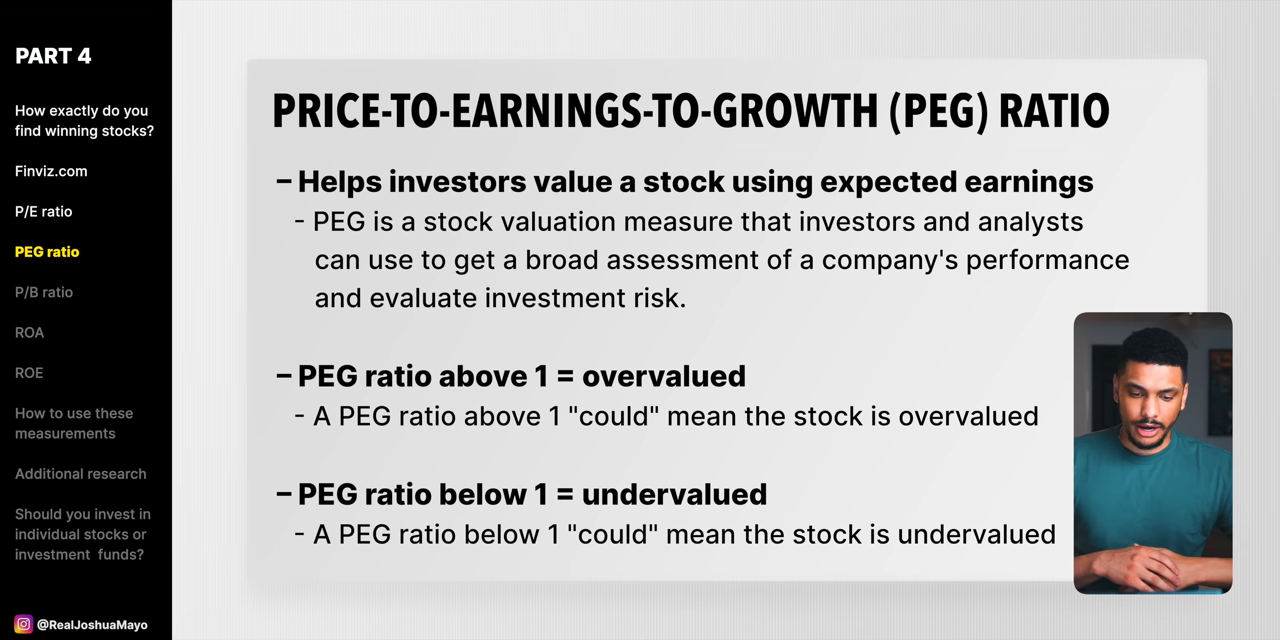 PART 4
How exactly do you
find winning stocks?
Finviz.com
P/E ratio
PEG ratio
P/B ratio
ROA
ROE
How to use these
measurements
Additional research
Should you invest in
individual stocks or
investment  funds?
@RealJoshuaMayo
PRICE-TO-EARNINGS-TO-GROWTH (PEG) RATIO
– Helps investors value a stock using expected earnings
- PEG is a stock valuation measure that investors and analysts
can use to get a broad assessment of a company's performance
and evaluate investment risk.
– PEG ratio above 1 = overvalued
- A PEG ratio above 1 "could" mean the stock is overvalued
– PEG ratio below 1 = undervalued
- A PEG ratio below 1 "could" mean the stock is undervalued